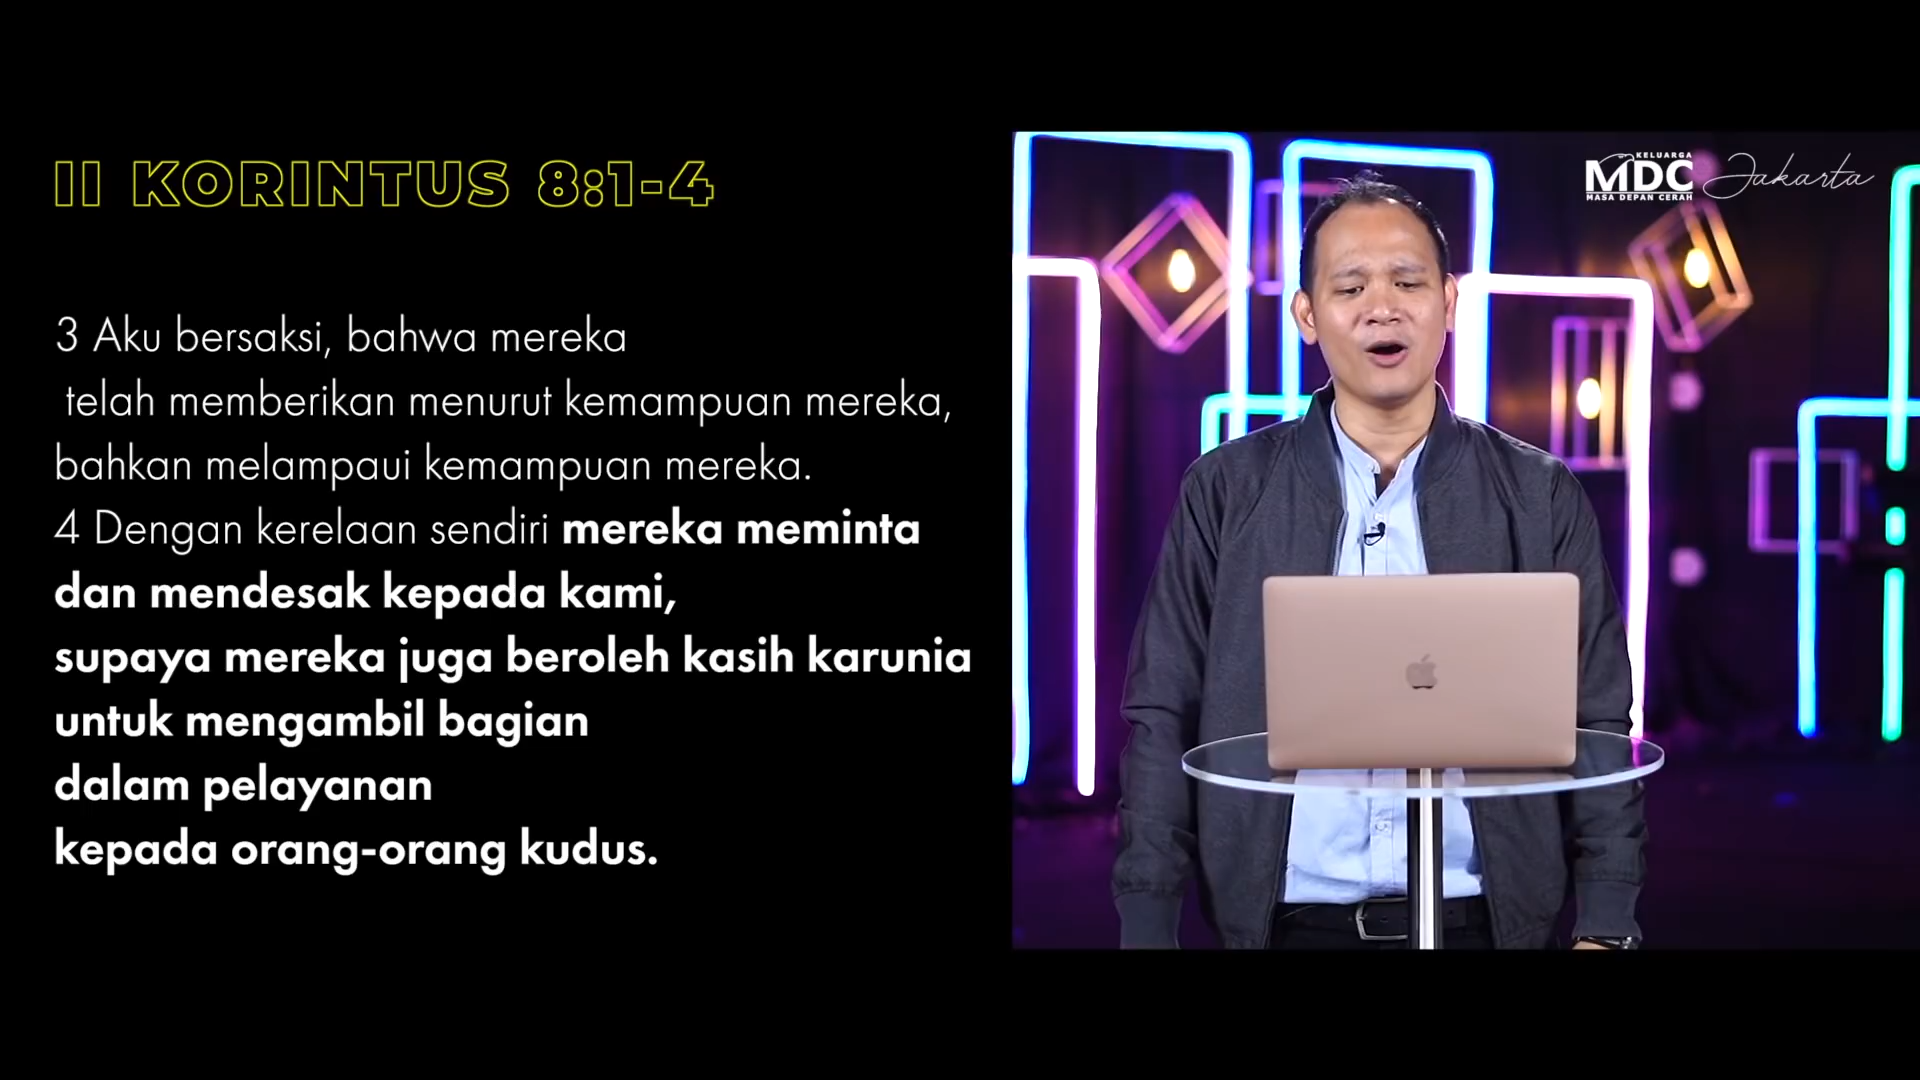 II KORINTUS 8:1-4
3 Aku bersaksi, bahwa mereka
telah memberikan menurut kemampuan mereka,
bahkan melampaui kemampuan mereka.
4 Dengan kerelaan sendiri mereka meminta
dan mendesak kepada kami,
supaya mereka juga beroleh kasih karunia
untuk mengambil bagian
dalam pelayanan
kepada orang-orang kudus.
KELUARGA
MDC Jakarta
MASA DEPAN CERAH